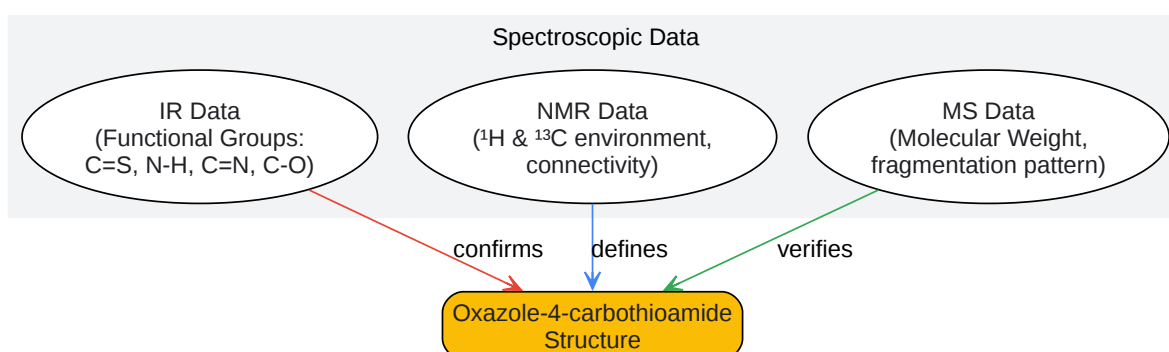 Spectroscopic Data
IR Data
(Functional Groups:
C=S, N-H, C=N, C-O)
NMR Data
(¹H & ¹³C environment,
connectivity)
MS Data
(Molecular Weight,
fragmentation pattern)
confirms
defines
verifies
Oxazole-4-carbothioamide
Structure